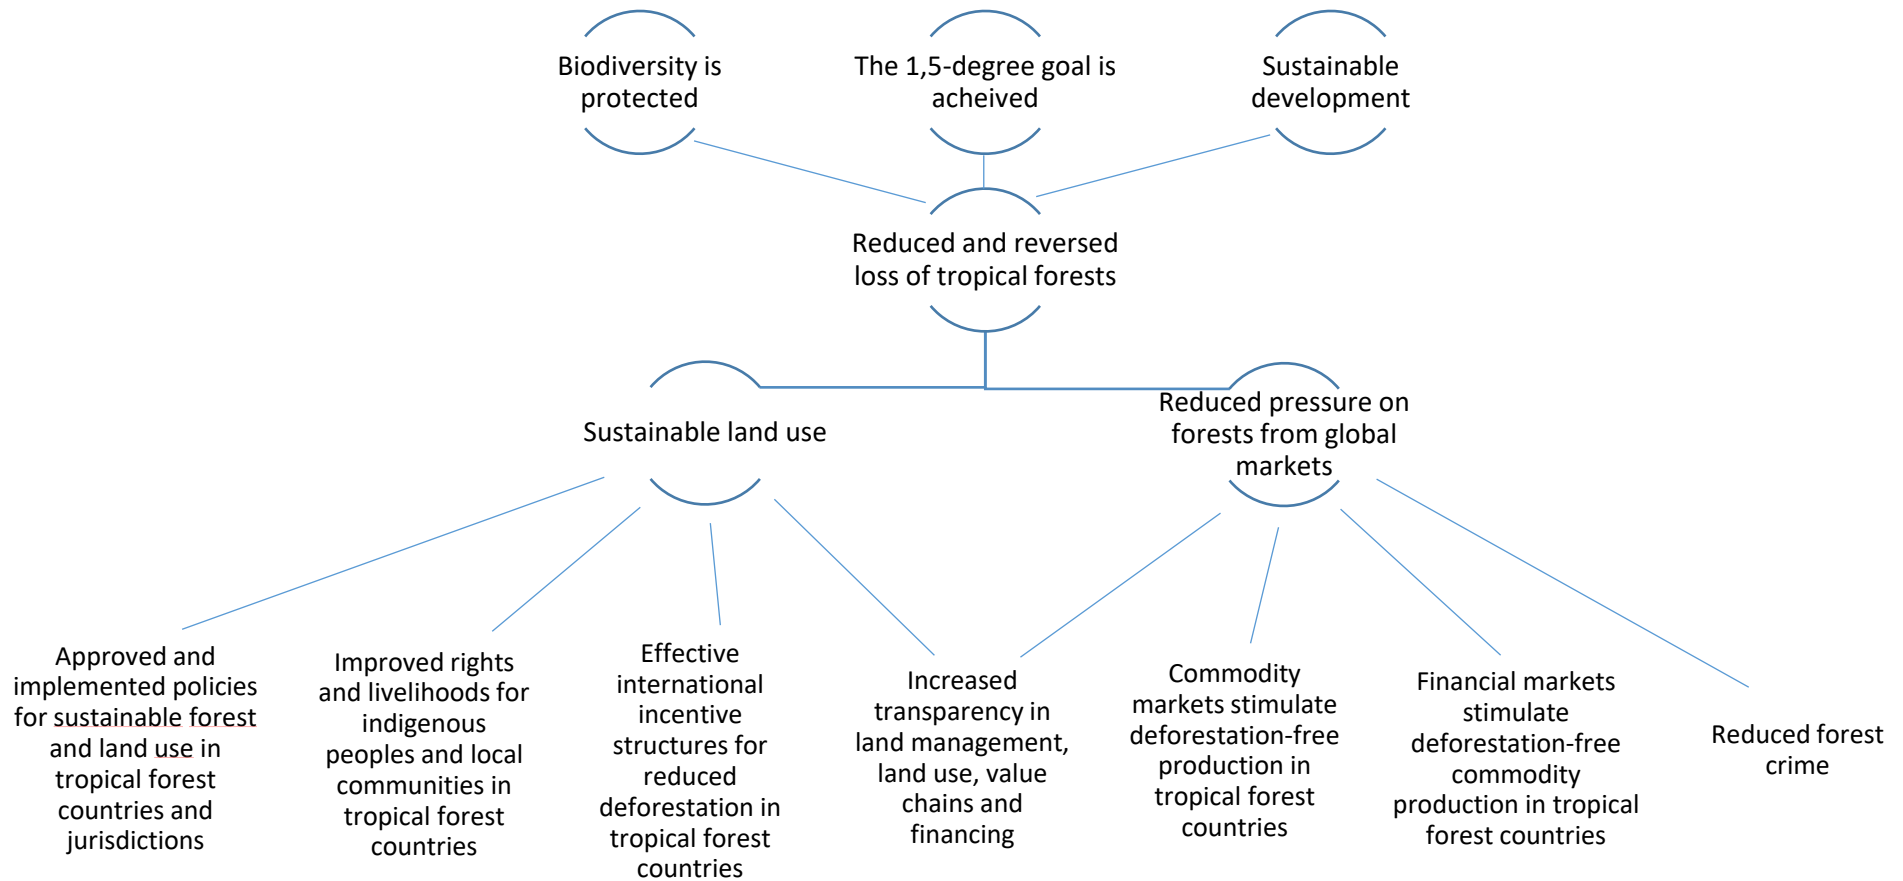 Biodiversity is
protected
The 1,5-degree goal is
acheived
Sustainable
development
Reduced and reversed
loss of tropical forests
Sustainable land use
Reduced pressure on
forests from global
markets
Approved and
implemented policies
for sustainable forest
and land use in
tropical forest
countries and
jurisdictions
Improved rights
and livelihoods for
indigenous
peoples and local
communities in
tropical forest
countries
Effective
international
incentive
structures for
reduced
deforestation in
tropical forest
countries
Increased
transparency in
land management,
land use, value
chains and
financing
Commodity
markets stimulate
deforestation-free
production in
tropical forest
countries
Financial markets
stimulate
deforestation-free
commodity
production in tropical
forest countries
Reduced forest
crime